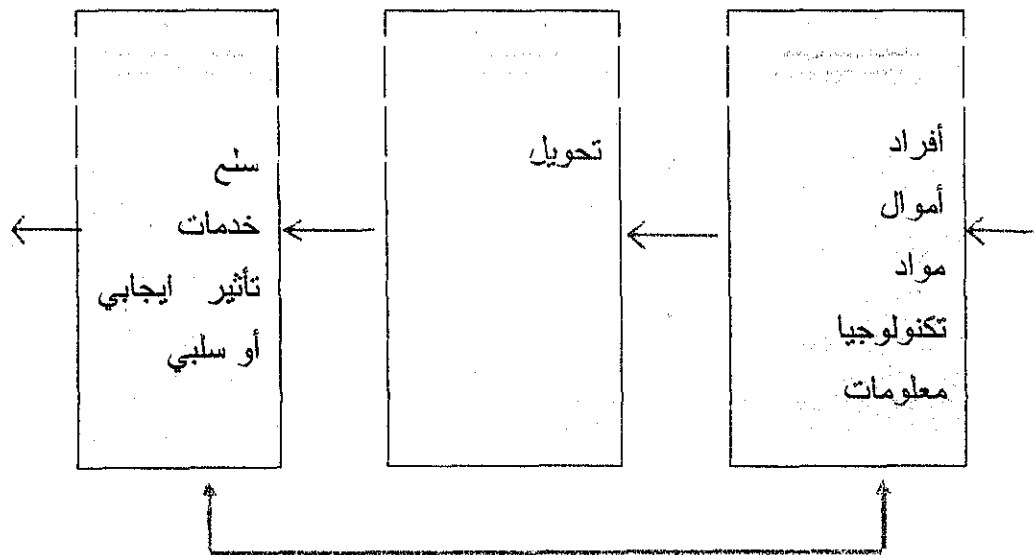 أفراد
أموال
مواد
تكنولوجيا
معلومات
تحويل
سلع
خدمات
تأثير ايجابي
أو سلبي